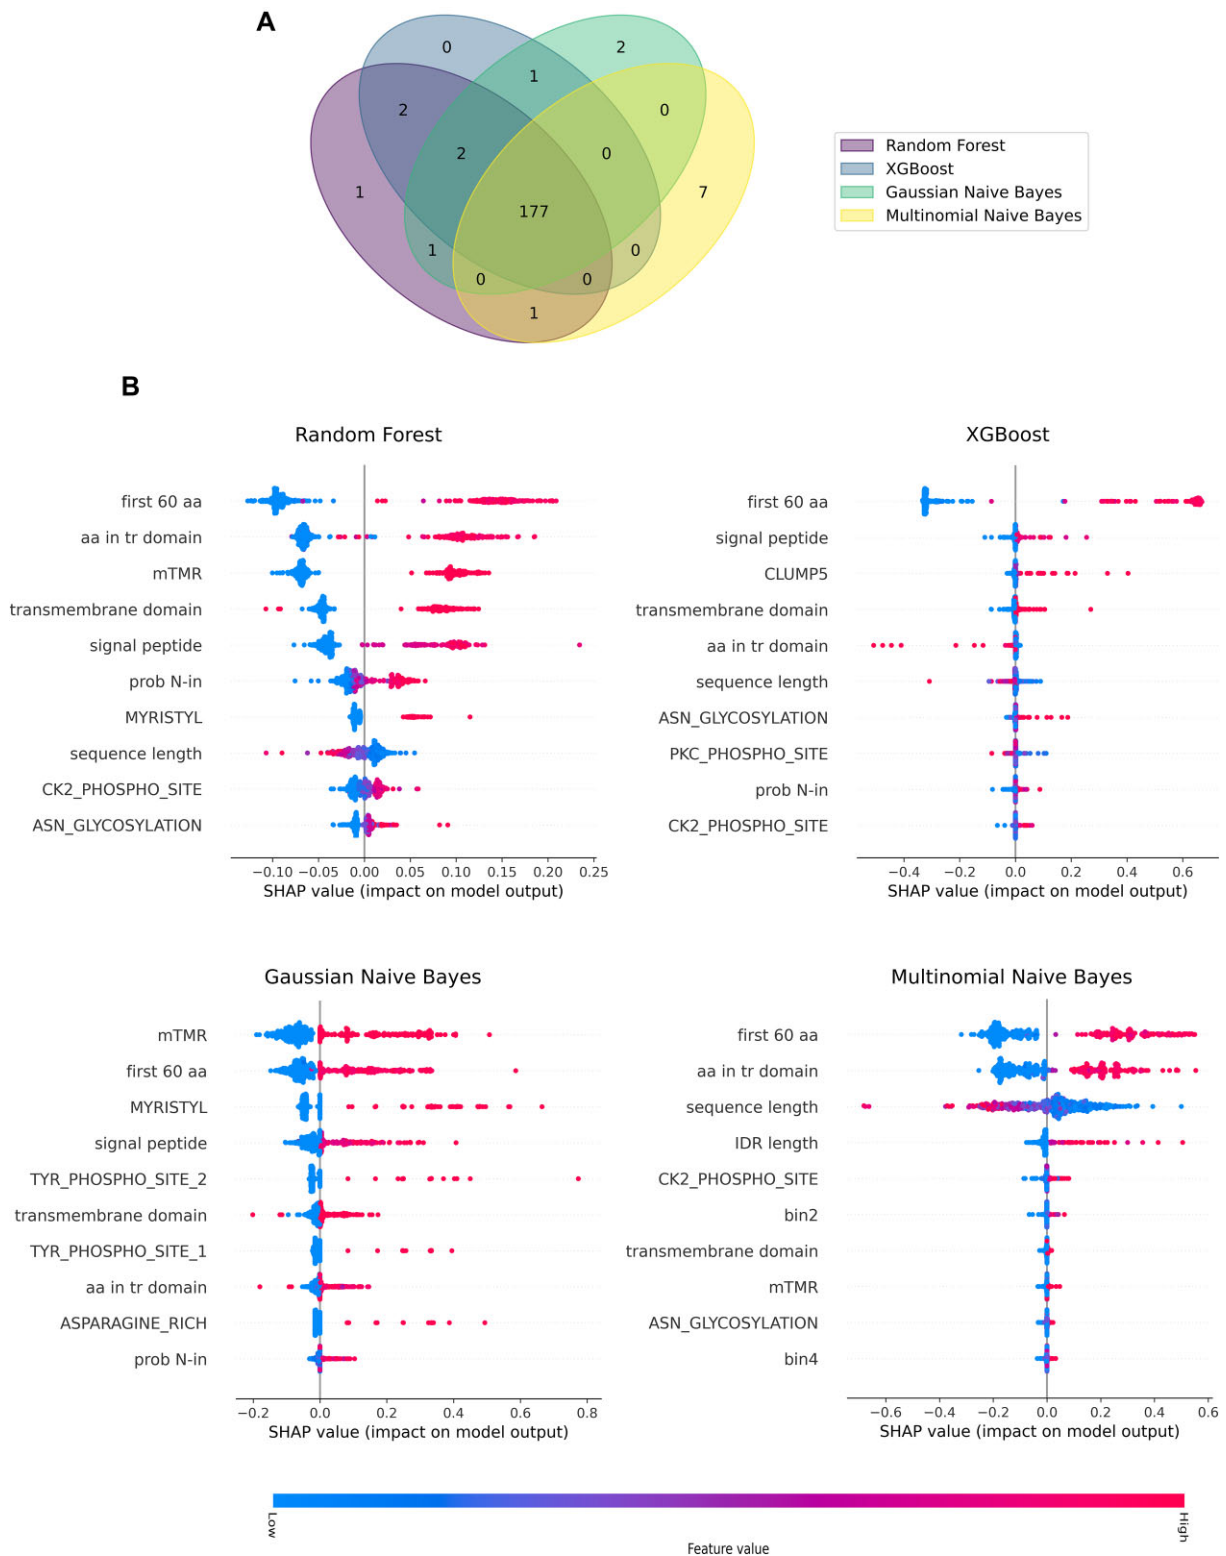 A
0
2
1
2
0
2
0
1
7
177
1
0
0
0
1
Random Forest
XGBoost
Gaussian Naive Bayes
Multinomial Naive Bayes
B
Random Forest
first 60 aa
aa in tr domain
mTMR
transmembrane domain
signal peptide
prob N-in
MYRISTYL
sequence length
CK2_PHOSPHO_SITE
ASN_GLYCOSYLATION
−0.10 −0.05 0.00 0.05 0.10 0.15 0.20 0.25
SHAP value (impact on model output)
XGBoost
first 60 aa
signal peptide
CLUMP5
transmembrane domain
aa in tr domain
sequence length
ASN_GLYCOSYLATION
PKC_PHOSPHO_SITE
prob N-in
CK2_PHOSPHO_SITE
−0.4 −0.2 0.0 0.2 0.4 0.6
SHAP value (impact on model output)
Gaussian Naive Bayes
mTMR
first 60 aa
MYRISTYL
signal peptide
TYR_PHOSPHO_SITE_2
transmembrane domain
TYR_PHOSPHO_SITE_1
aa in tr domain
ASPARAGINE_RICH
prob N-in
−0.2 0.0 0.2 0.4 0.6 0.8
SHAP value (impact on model output)
Multinomial Naive Bayes
first 60 aa
aa in tr domain
sequence length
IDR length
CK2_PHOSPHO_SITE
bin2
transmembrane domain
mTMR
ASN_GLYCOSYLATION
bin4
−0.6 −0.4 −0.2 0.0 0.2 0.4 0.6
SHAP value (impact on model output)
Low
High
Feature value